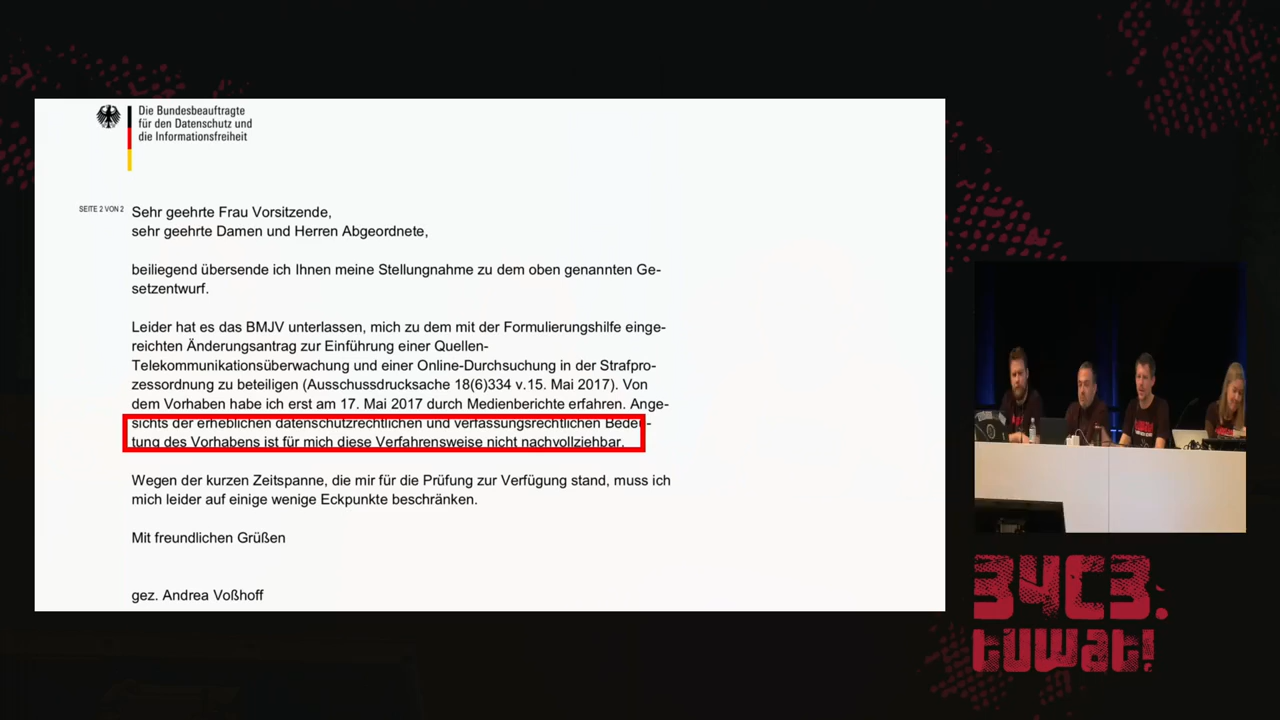 Die Bundesbeauftragte
für den Datenschutz und
die Informationsfreiheit
SEITE 2 VON 2
Sehr geehrte Frau Vorsitzende,
sehr geehrte Damen und Herren Abgeordnete,
beiliegend übersende ich Ihnen meine Stellungnahme zu dem oben genannten Ge-
setzentwurf.
Leider hat es das BMJV unterlassen, mich zu dem mit der Formulierungshilfe einge-
reichten Änderungsantrag zur Einführung einer Quellen-
Telekommunikationsüberwachung und einer Online-Durchsuchung in der Strafpro-
zessordnung zu beteiligen (Ausschussdrucksache 18(6)334 v.15. Mai 2017). Von
dem Vorhaben habe ich erst am 17. Mai 2017 durch Medienberichte erfahren. Ange-
sichts der erheblichen datenschutzrechtlichen und verfassungsrechtlichen Bedeu-
tung des Vorhabens ist für mich diese Verfahrensweise nicht nachvollziehbar.
Wegen der kurzen Zeitspanne, die mir für die Prüfung zur Verfügung stand, muss ich
mich leider auf einige wenige Eckpunkte beschränken.
Mit freundlichen Grüßen
gez. Andrea Voßhoff
34C3.
tuwat!